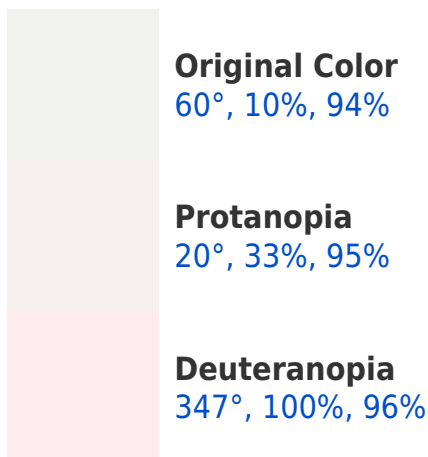 Original Color
60°, 10%, 94%
Protanopia
20°, 33%, 95%
Deuteranopia
347°, 100%, 96%